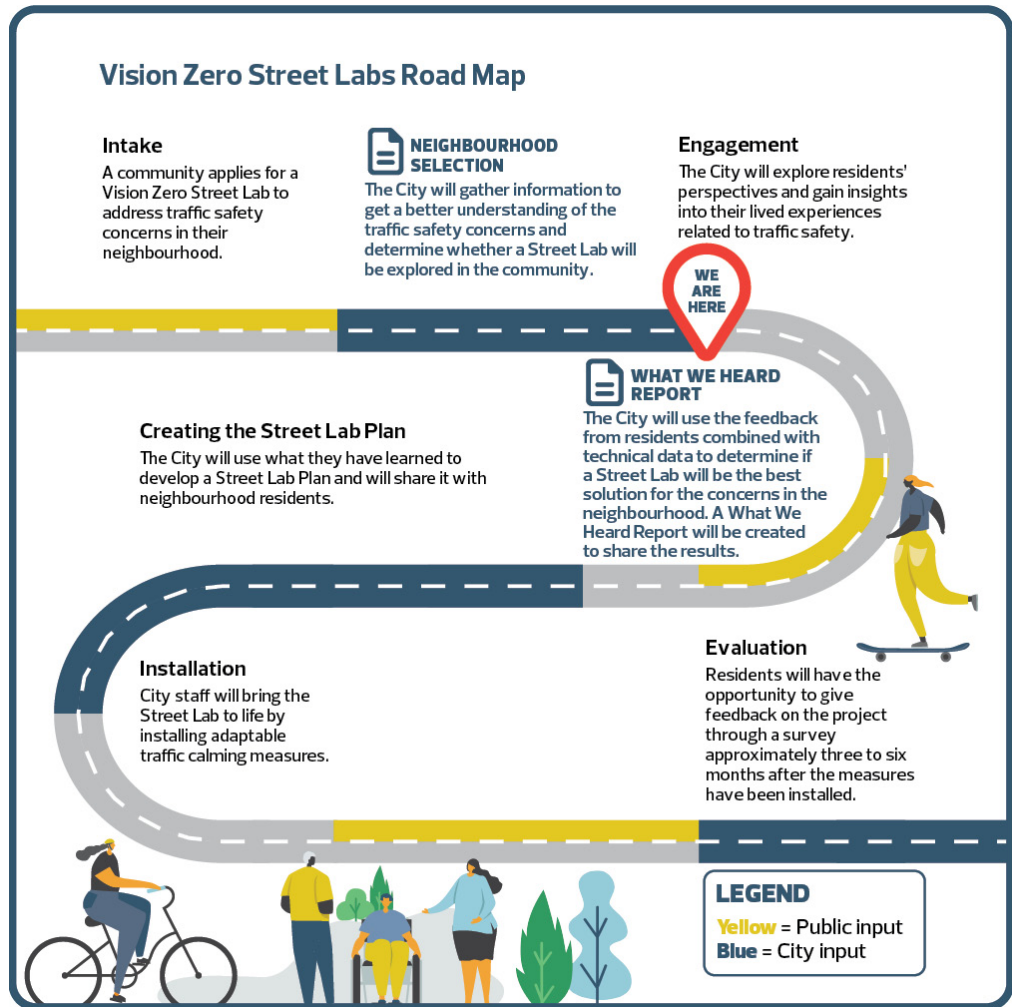 Vision Zero Street Labs Road Map
Intake
A community applies for a
Vision Zero Street Lab to
address traffic safety
concerns in their
neighbourhood.
NEIGHBOURHOOD
SELECTION
The City will gather information to
get a better understanding of the
traffic safety concerns and
determine whether a Street Lab will
be explored in the community.
Engagement
The City will explore residents'
perspectives and gain insights
into their lived experiences
related to traffic safety.
WE
ARE
HERE
WHAT WE HEARD
REPORT
The City will use the feedback
from residents combined with
technical data to determine if
a Street Lab will be the best
solution for the concerns in the
neighbourhood. A What We
Heard Report will be created
to share the results.
Creating the Street Lab Plan
The City will use what they have learned to
develop a Street Lab Plan and will share it with
neighbourhood residents.
Installation
City staff will bring the
Street Lab to life by
installing adaptable
traffic calming measures.
Evaluation
Residents will have the
opportunity to give
feedback on the project
through a survey
approximately three to six
months after the measures
have been installed.
LEGEND
Yellow = Public input
Blue = City input